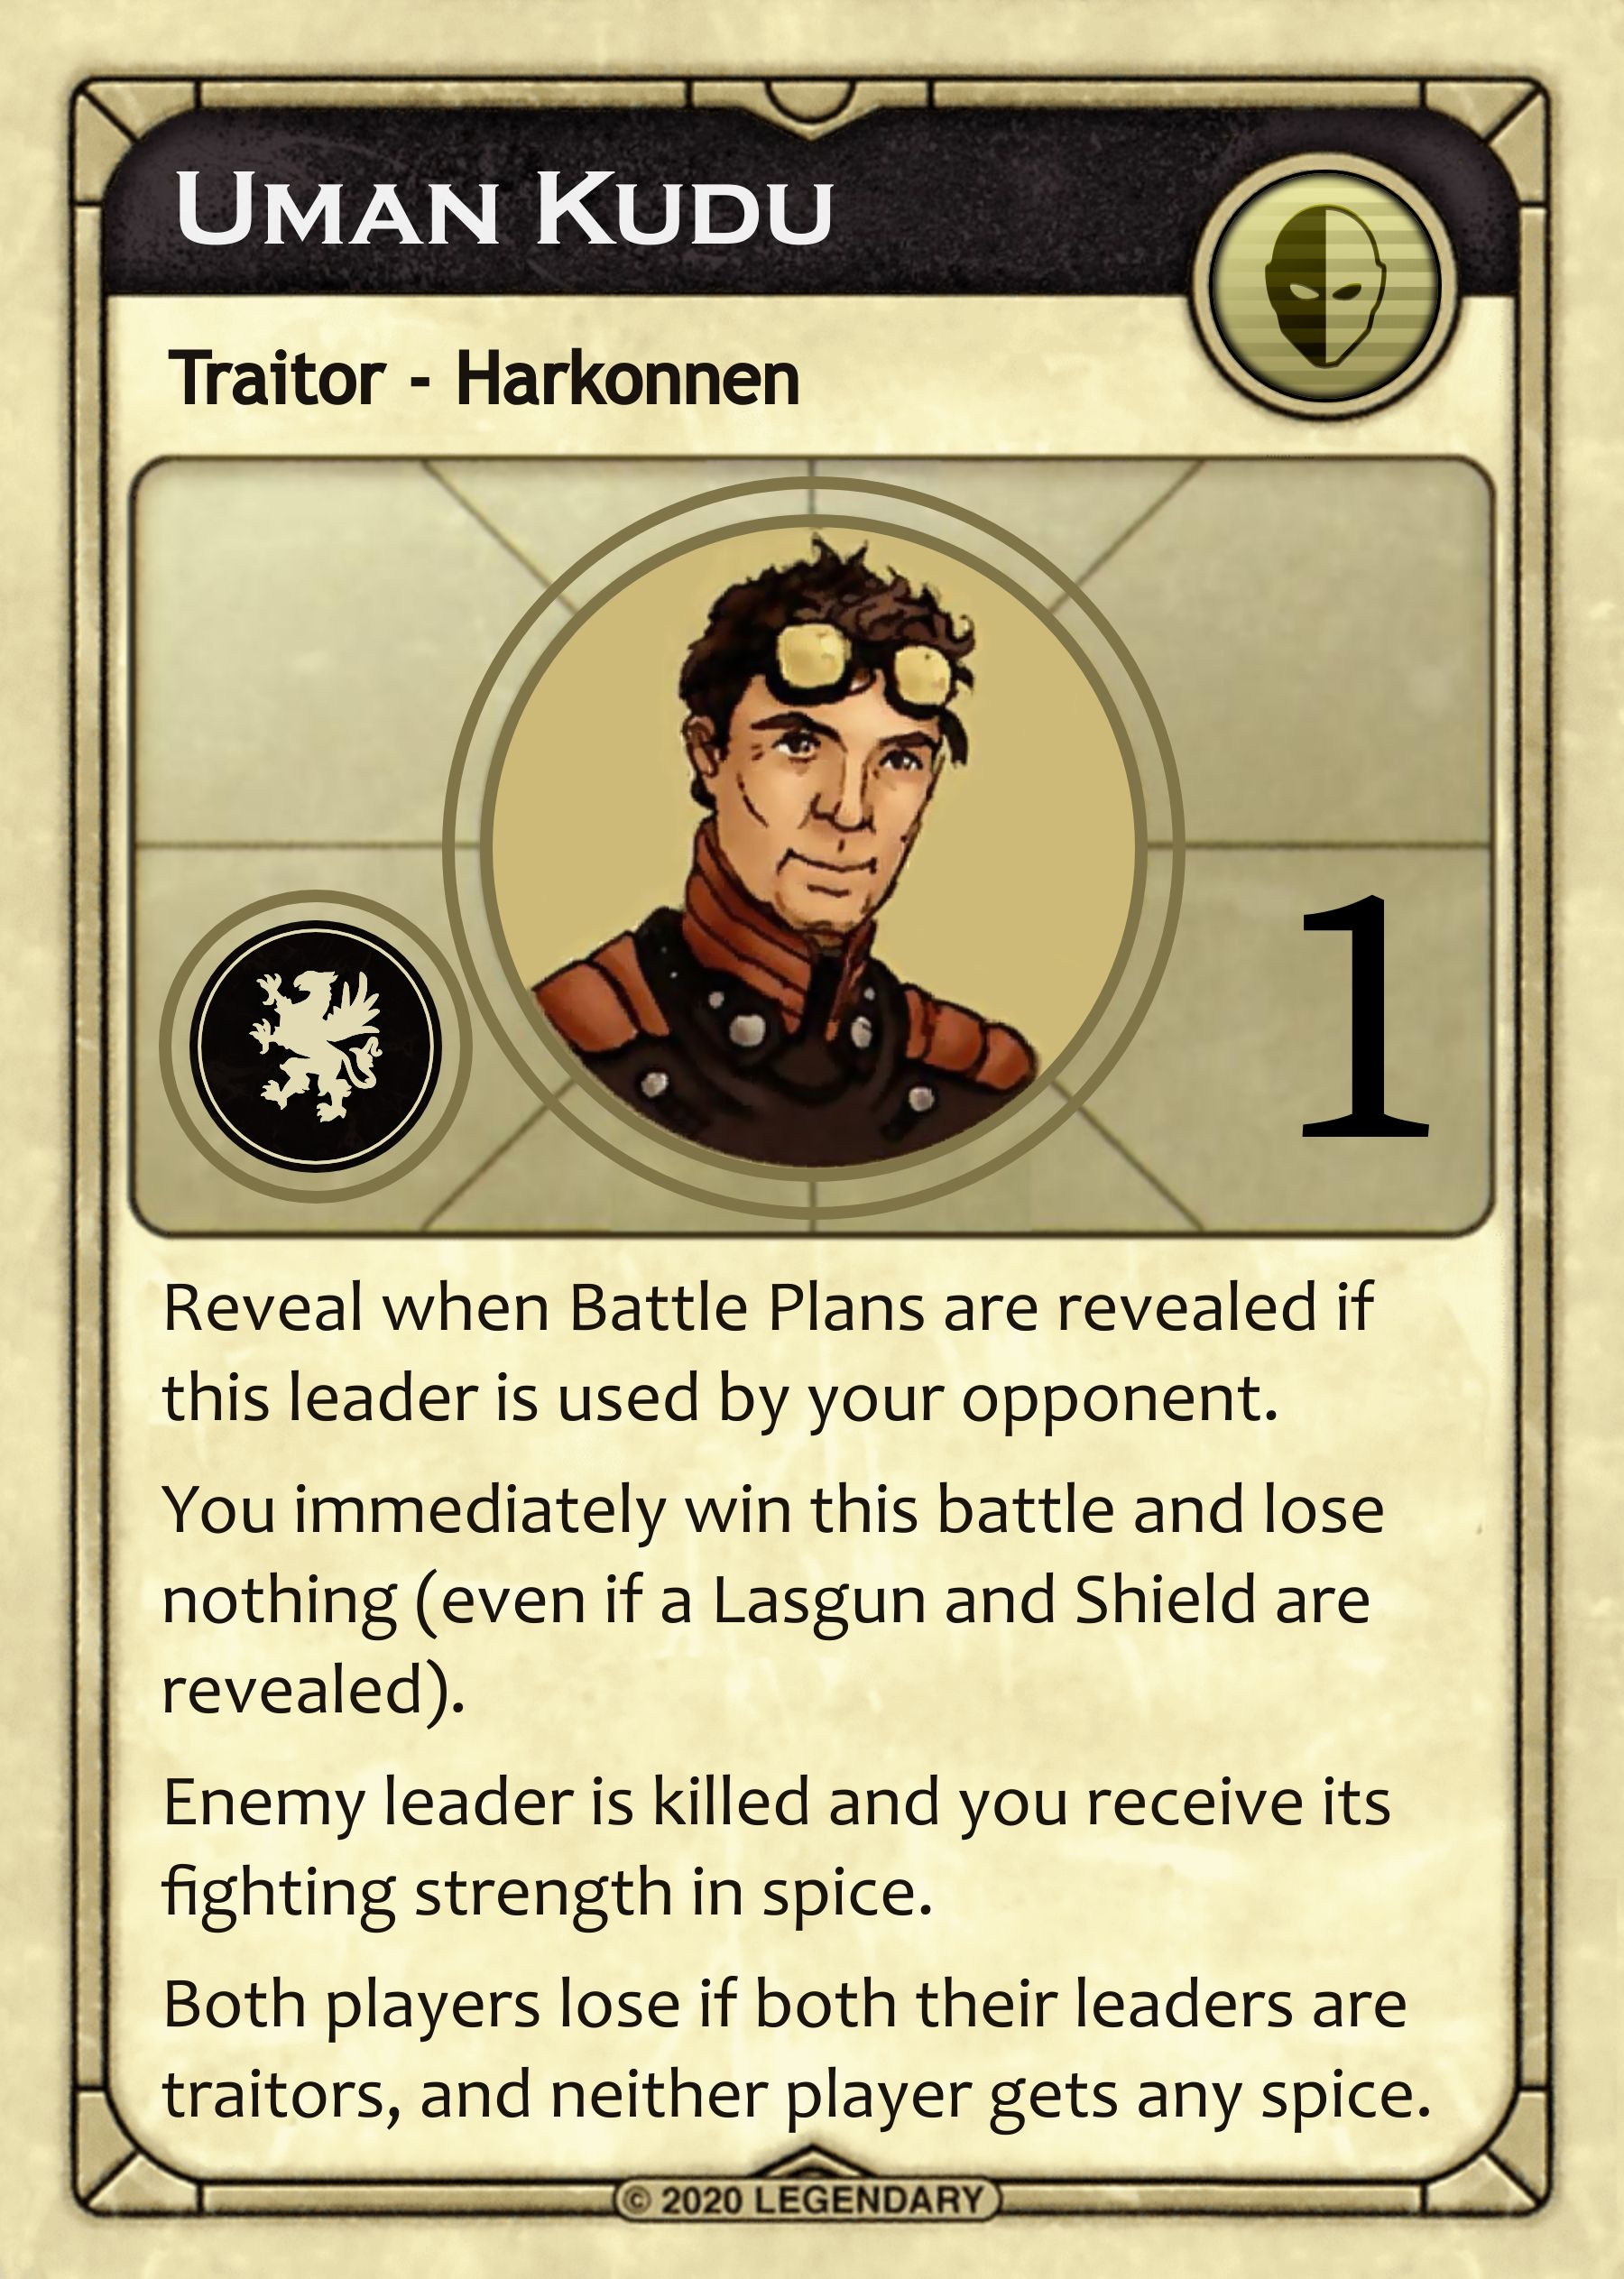 Uman Kudu
Traitor - Harkonnen
1
Reveal when Battle Plans are revealed if
this leader is used by your opponent.
You immediately win this battle and lose
nothing (even if a Lasgun and Shield are
revealed).
Enemy leader is killed and you receive its
fighting strength in spice.
Both players lose if both their leaders are
traitors, and neither player gets any spice.
© 2020 LEGENDARY